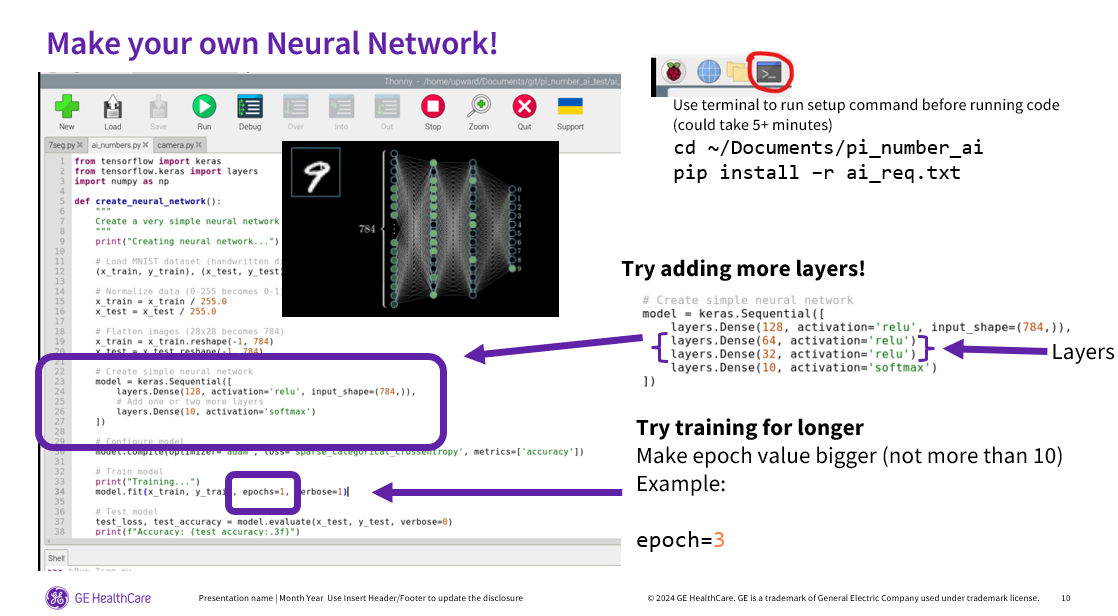 Make your own Neural Network!
Thonny - /home/upward/Documents/git/pi_number_ai_test/ai_
New Load Save Run Debug Over Into Out Stop Zoom Quit Support
7seg.py ai_numbers.py camera.py
1 from tensorflow import keras
2 from tensorflow.keras import layers
3 import numpy as np
4
5 def create_neural_network():
6 """
7 Create a very simple neural network
8 """
9 print("Creating neural network...")
10
11 # Load MNIST dataset (handwritten di
12 (x_train, y_train), (x_test, y_test)
13
14 # Normalize data (0-255 becomes 0-1)
15 x_train = x_train / 255.0
16 x_test = x_test / 255.0
17
18 # Flatten images (28x28 becomes 784)
19 x_train = x_train.reshape(-1, 784)
20 x_test = x_test.reshape(-1, 784)
21
22 # Create simple neural network
23 model = keras.Sequential([
24 layers.Dense(128, activation='relu', input_shape=(784,)),
25 # Add one or two more layers
26 layers.Dense(10, activation='softmax')
27 ])
28
29 # Configure model
30 model.compile(optimizer='adam', loss='sparse_categorical_crossentropy', metrics=['accuracy'])
31
32 # Train model
33 print("Training...")
34 model.fit(x_train, y_train, epochs=1, verbose=1)
35
36 # Test model
37 test_loss, test_accuracy = model.evaluate(x_test, y_test, verbose=0)
38 print(f"Accuracy: {test_accuracy:.3f}")
Shell
>>> %Run 7seg.py
9
784
0
1
2
3
4
5
6
7
8
9
Use terminal to run setup command before running code
(could take 5+ minutes)
cd ~/Documents/pi_number_ai
pip install –r ai_req.txt
Try adding more layers!
# Create simple neural network
model = keras.Sequential([
layers.Dense(128, activation='relu', input_shape=(784,)),
layers.Dense(64, activation='relu')
layers.Dense(32, activation='relu')
layers.Dense(10, activation='softmax')
])
Layers
Try training for longer
Make epoch value bigger (not more than 10)
Example:
epoch=3
GE HealthCare
Presentation name | Month Year Use Insert Header/Footer to update the disclosure
© 2024 GE HealthCare. GE is a trademark of General Electric Company used under trademark license.
10